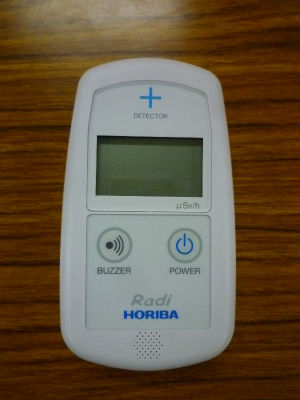 DETECTOR
μSv/h
BUZZER POWER
Radi
HORIBA